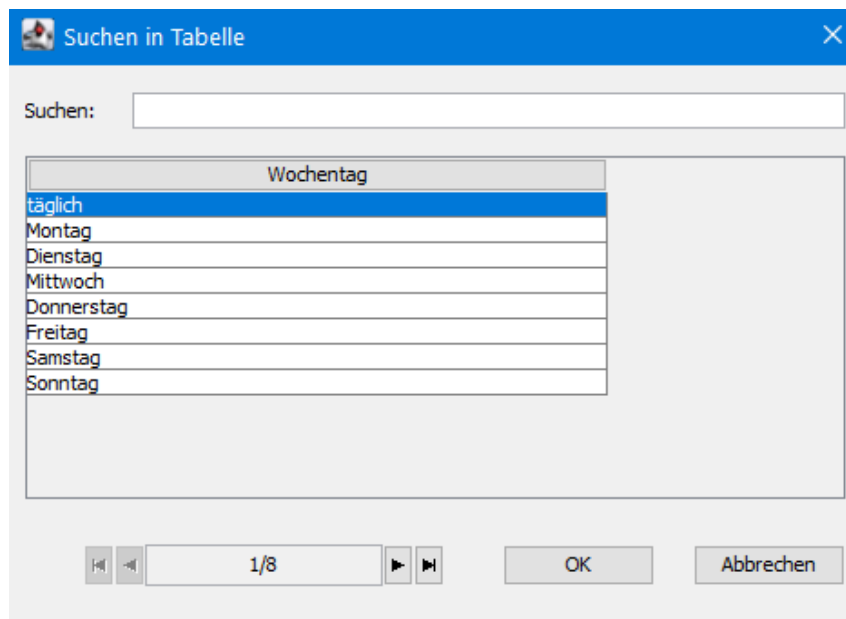 Suchen in Tabelle
Suchen:
Wochentag
täglich
Montag
Dienstag
Mittwoch
Donnerstag
Freitag
Samstag
Sonntag
1/8 OK Abbrechen